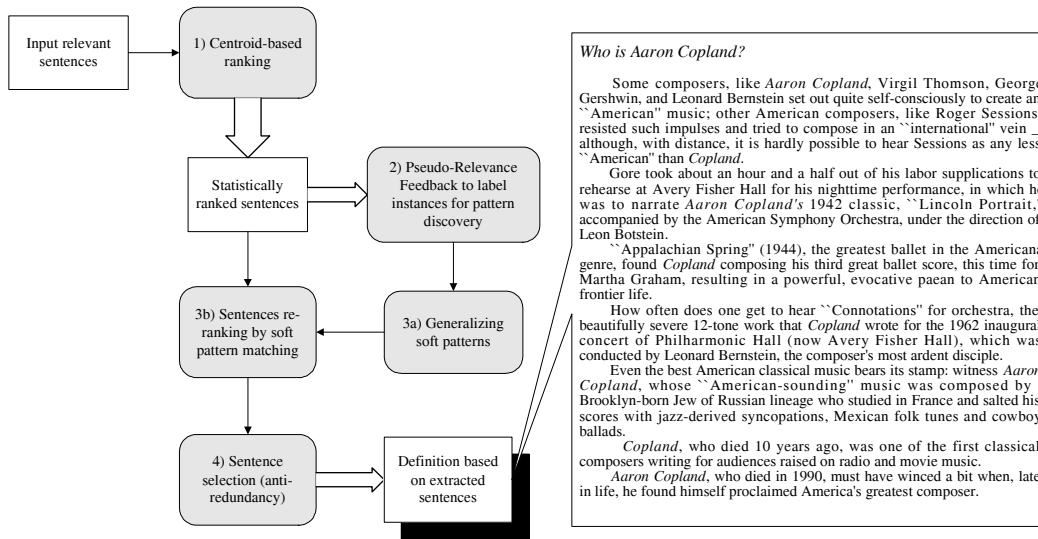 Input relevant
sentences
1) Centroid-based
ranking
Statistically
ranked sentences
2) Pseudo-Relevance
Feedback to label
instances for pattern
discovery
3b) Sentences re-
ranking by soft
pattern matching
3a) Generalizing
soft patterns
4) Sentence
selection (anti-
redundancy)
Definition based
on extracted
sentences
Who is Aaron Copland?
Some composers, like Aaron Copland, Virgil Thomson, George
Gershwin, and Leonard Bernstein set out quite self-consciously to create an
``American'' music; other American composers, like Roger Sessions,
resisted such impulses and tried to compose in an ``international'' vein _
although, with distance, it is hardly possible to hear Sessions as any less
``American'' than Copland.
Gore took about an hour and a half out of his labor supplications to
rehearse at Avery Fisher Hall for his nighttime performance, in which he
was to narrate Aaron Copland's 1942 classic, ``Lincoln Portrait,''
accompanied by the American Symphony Orchestra, under the direction of
Leon Botstein.
``Appalachian Spring'' (1944), the greatest ballet in the Americana
genre, found Copland composing his third great ballet score, this time for
Martha Graham, resulting in a powerful, evocative paean to American
frontier life.
How often does one get to hear ``Connotations'' for orchestra, the
beautifully severe 12-tone work that Copland wrote for the 1962 inaugural
concert of Philharmonic Hall (now Avery Fisher Hall), which was
conducted by Leonard Bernstein, the composer's most ardent disciple.
Even the best American classical music bears its stamp: witness Aaron
Copland, whose ``American-sounding'' music was composed by
Brooklyn-born Jew of Russian lineage who studied in France and salted his
scores with jazz-derived syncopations, Mexican folk tunes and cowboy
ballads.
Copland, who died 10 years ago, was one of the first classical
composers writing for audiences raised on radio and movie music.
Aaron Copland, who died in 1990, must have winced a bit when, late
in life, he found himself proclaimed America's greatest composer.